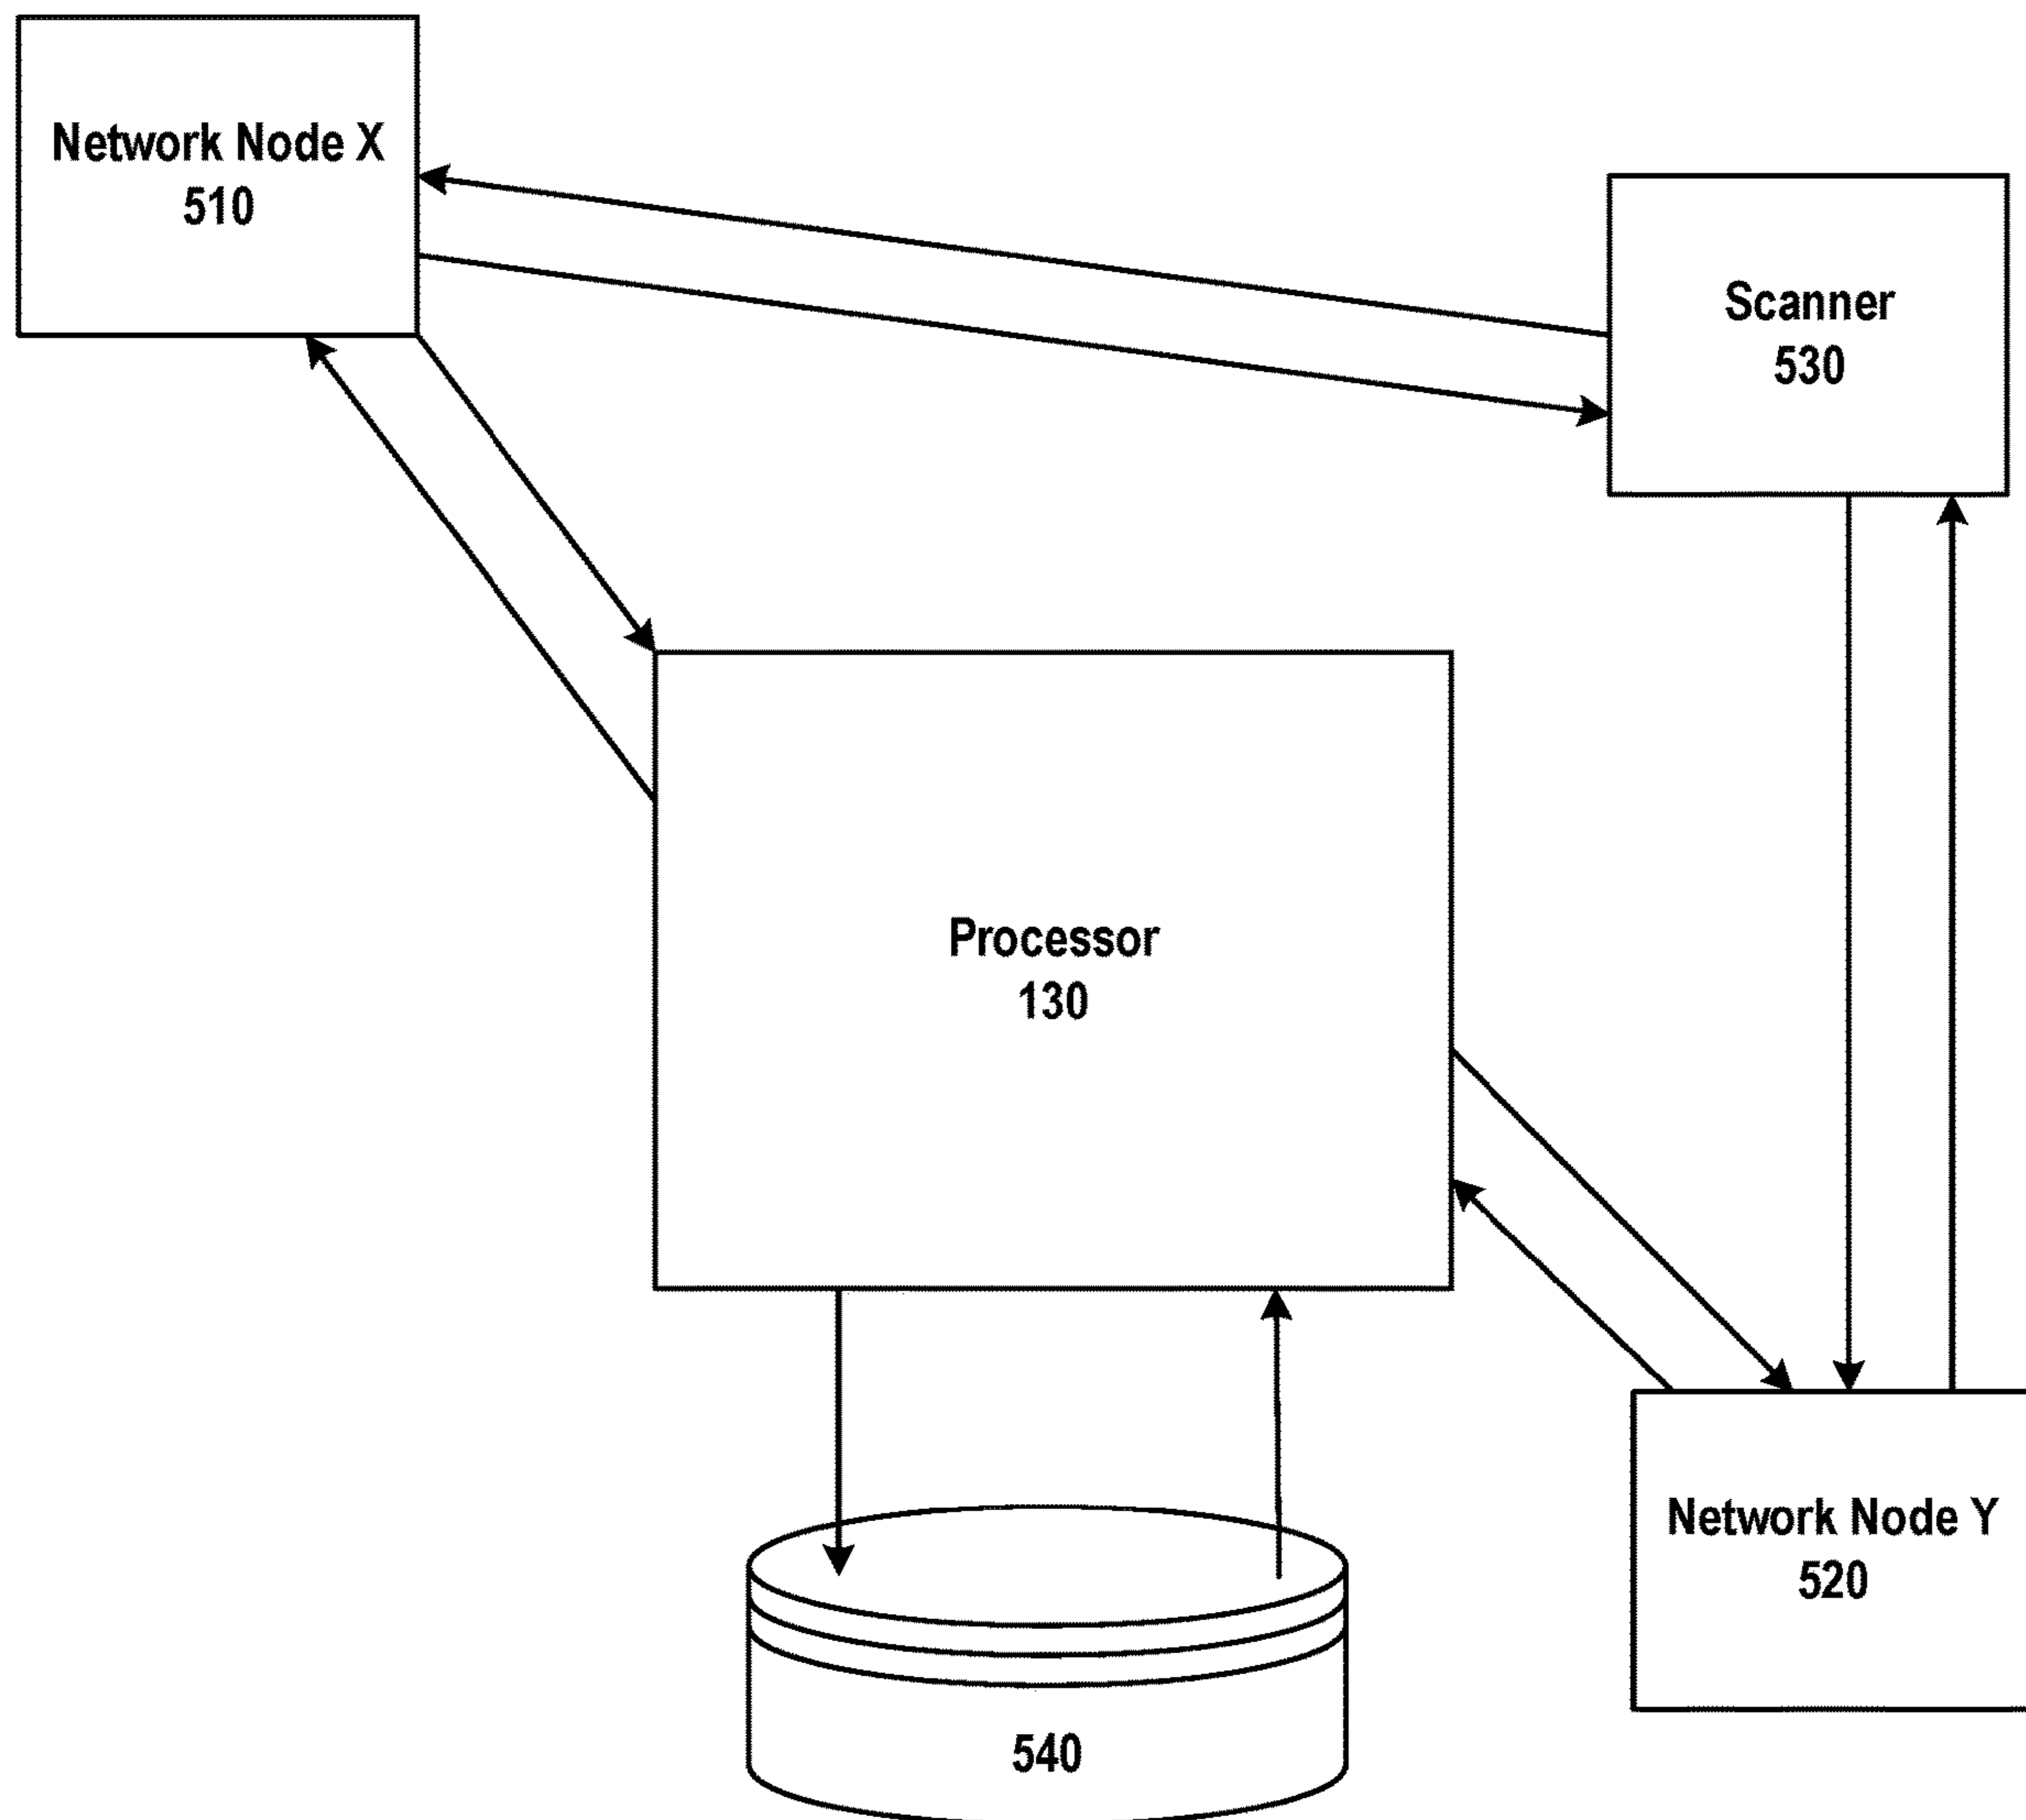 Network Node X
510
Scanner
530
Processor
130
Network Node Y
520
540